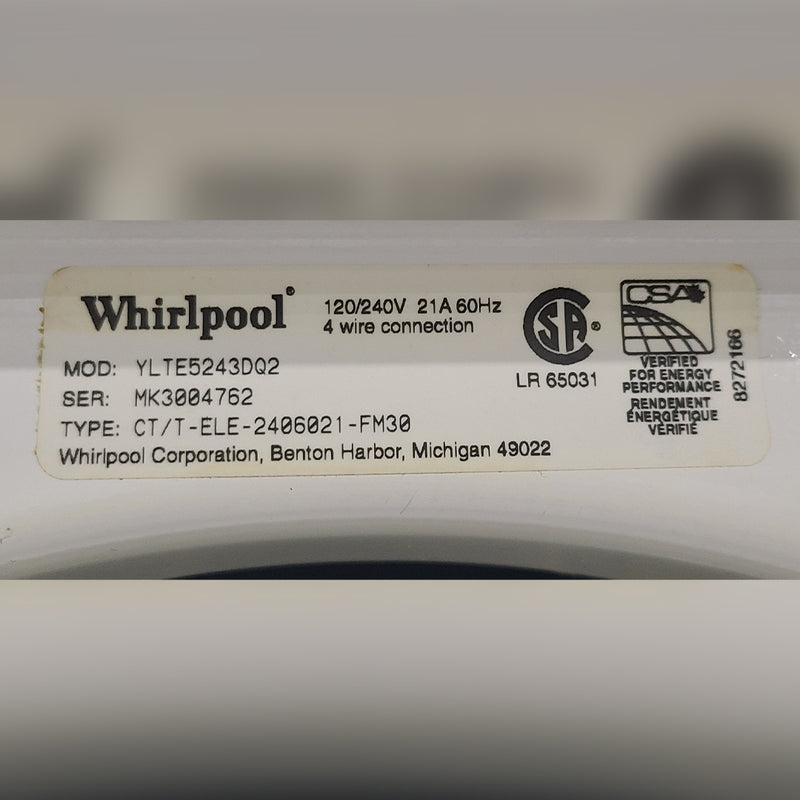 Whirlpool®
120/240V 21A 60Hz
4 wire connection
MOD: YLTE5243DQ2
SER: MK3004762
TYPE: CT/T-ELE-2406021-FM30
Whirlpool Corporation, Benton Harbor, Michigan 49022
SA®
LR 65031
CSA
VERIFIED
FOR ENERGY
PERFORMANCE
RENDEMENT
ÉNERGÉTIQUE
VÉRIFIÉ
8272166